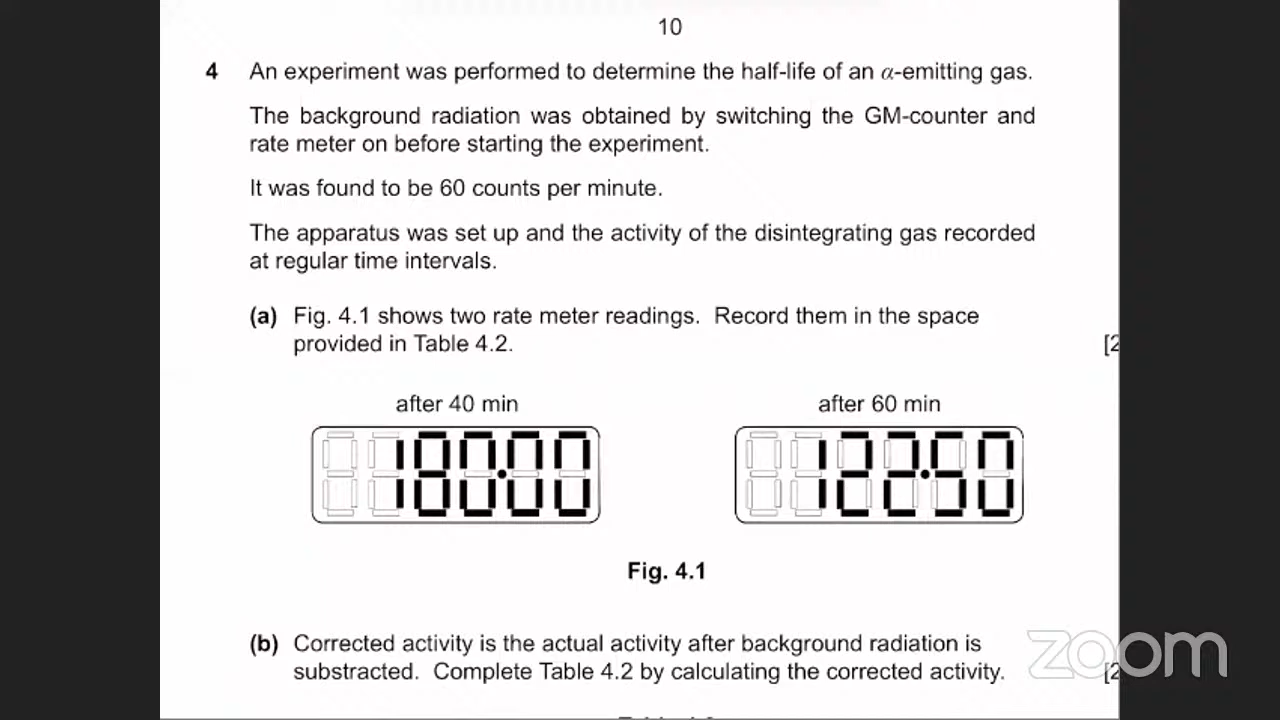 10
4 An experiment was performed to determine the half-life of an α-emitting gas.
The background radiation was obtained by switching the GM-counter and
rate meter on before starting the experiment.
It was found to be 60 counts per minute.
The apparatus was set up and the activity of the disintegrating gas recorded
at regular time intervals.
(a) Fig. 4.1 shows two rate meter readings. Record them in the space
provided in Table 4.2. [2
after 40 min after 60 min
180.00 122.50
Fig. 4.1
(b) Corrected activity is the actual activity after background radiation is
substracted. Complete Table 4.2 by calculating the corrected activity. [2
zoom